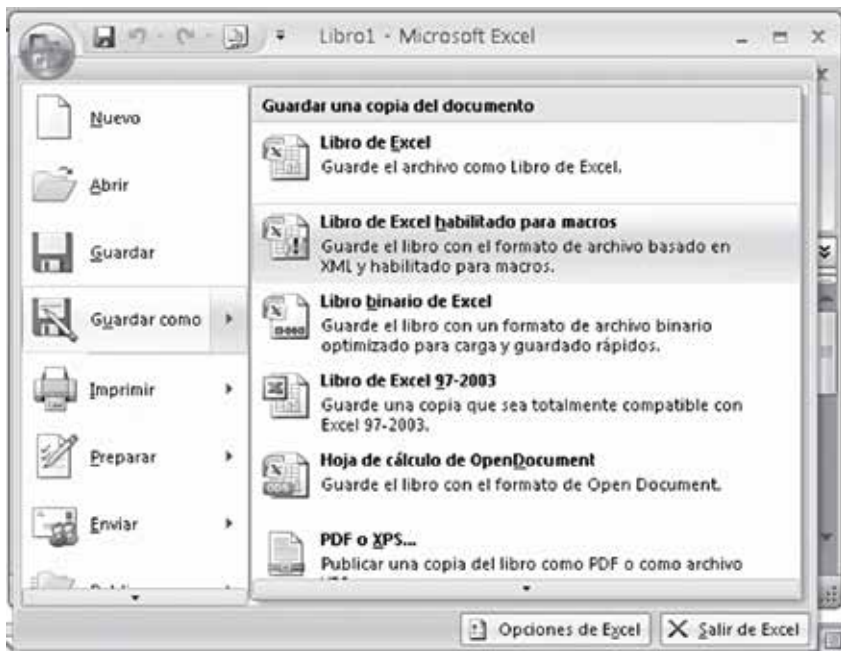 Libro1 - Microsoft Excel
Nuevo
Abrir
Guardar
Guardar como
Imprimir
Preparar
Enviar
Guardar una copia del documento
Libro de Excel
Guarde el archivo como Libro de Excel.
Libro de Excel habilitado para macros
Guarde el libro con el formato de archivo basado en
XML y habilitado para macros.
Libro binario de Excel
Guarde el libro con un formato de archivo binario
optimizado para carga y guardado rápidos.
Libro de Excel 97-2003
Guarde una copia que sea totalmente compatible con
Excel 97-2003.
Hoja de cálculo de OpenDocument
Guarde el libro con el formato de Open Document.
PDF o XPS...
Publicar una copia del libro como PDF o como archivo
Opciones de Excel
Salir de Excel